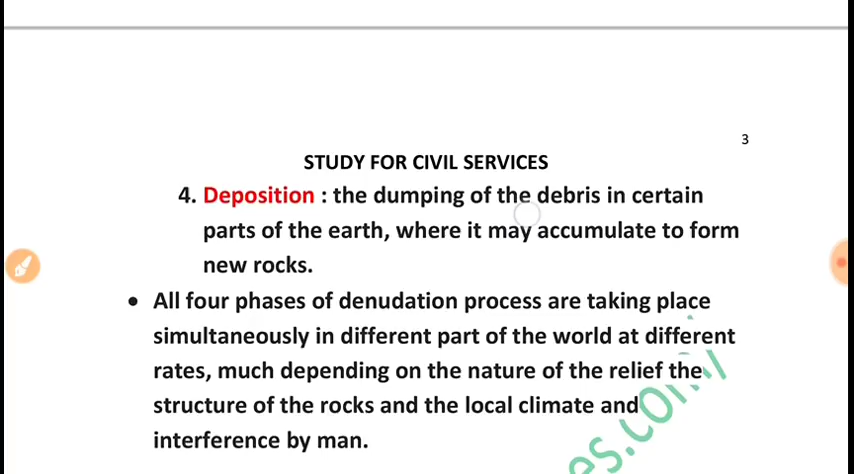 3
STUDY FOR CIVIL SERVICES
4. Deposition : the dumping of the debris in certain
parts of the earth, where it may accumulate to form
new rocks.
• All four phases of denudation process are taking place
simultaneously in different part of the world at different
rates, much depending on the nature of the relief the
structure of the rocks and the local climate and
interference by man.
es.com/